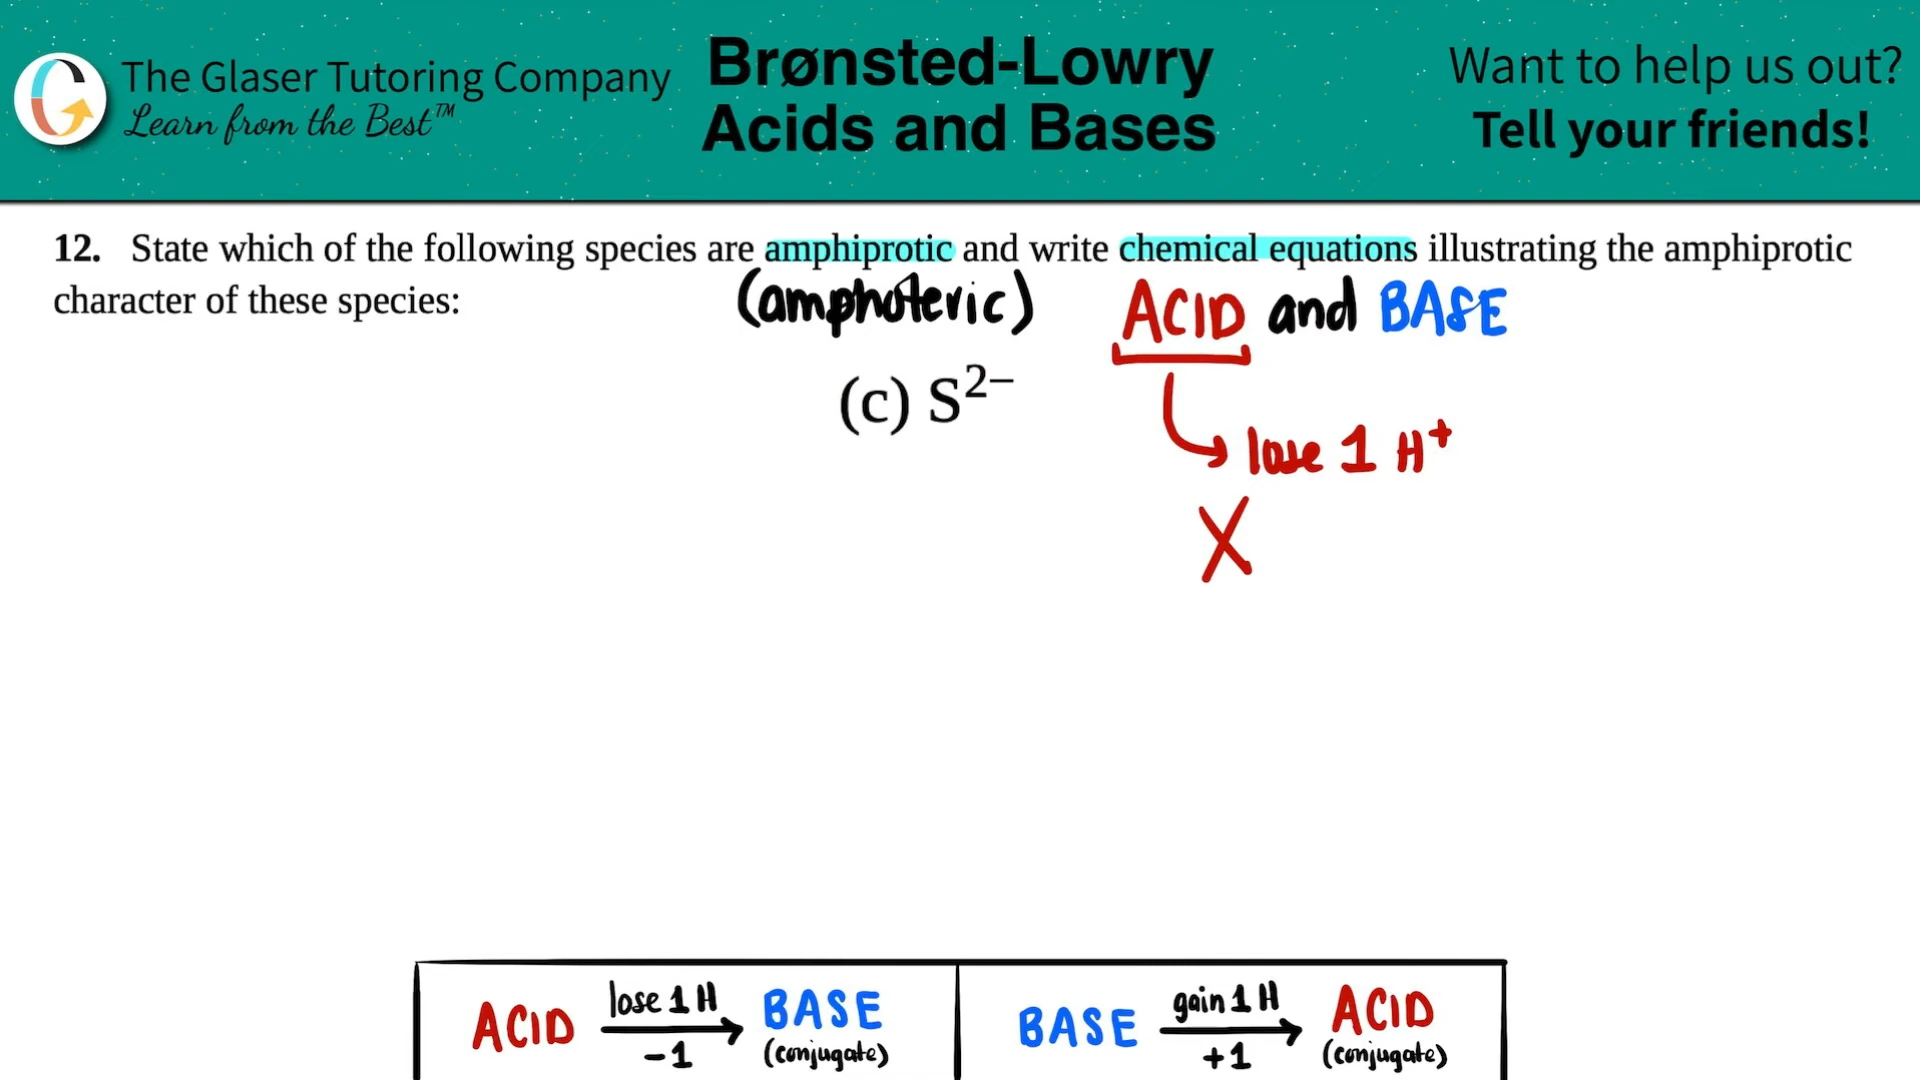 The Glaser Tutoring Company
Learn from the Best™
Brønsted-Lowry
Acids and Bases
Want to help us out?
Tell your friends!
12. State which of the following species are amphiprotic and write chemical equations illustrating the amphiprotic
character of these species:
(amphoteric) ACID and BASE
(c) S²⁻
lose 1 H⁺
X
ACID lose 1 H BASE
−1 (conjugate)
BASE gain 1 H ACID
+1 (conjugate)